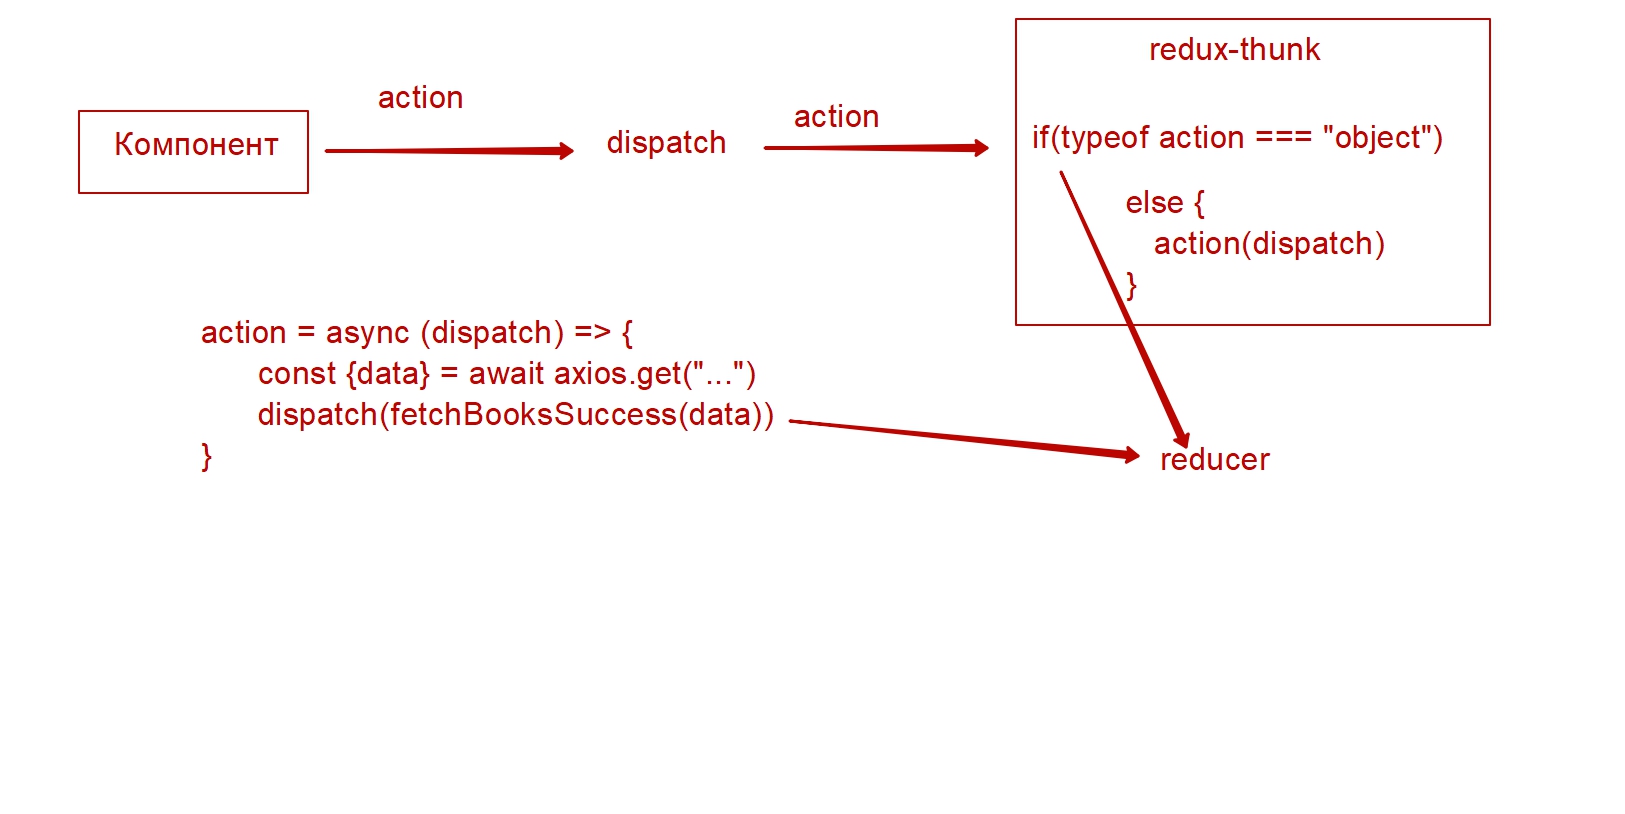 redux-thunk
action
action
Компонент
dispatch
if(typeof action === "object")
else {
action(dispatch)
}
action = async (dispatch) => {
const {data} = await axios.get("...")
dispatch(fetchBooksSuccess(data))
}
reducer